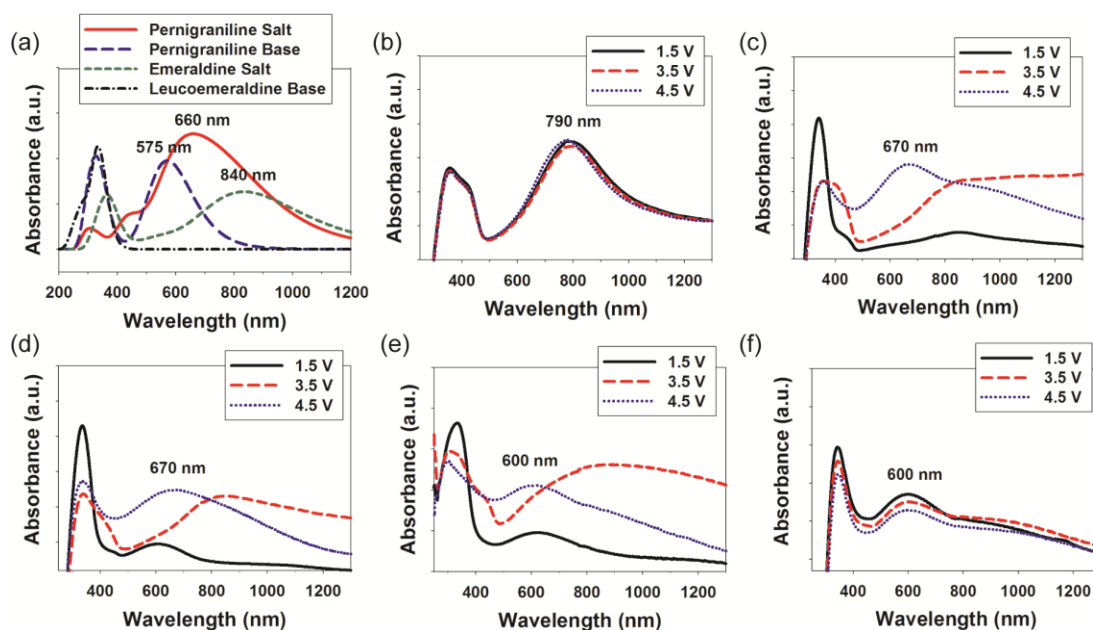 (a)
Pernigraniline Salt
Pernigraniline Base
Emeraldine Salt
Leucoemeraldine Base
660 nm
575 nm
840 nm
Absorbance (a.u.)
200 400 600 800 1000 1200
Wavelength (nm)
(b)
1.5 V
3.5 V
4.5 V
790 nm
Absorbance (a.u.)
400 600 800 1000 1200
Wavelength (nm)
(c)
1.5 V
3.5 V
4.5 V
670 nm
Absorbance (a.u.)
400 600 800 1000 1200
Wavelength (nm)
(d)
1.5 V
3.5 V
4.5 V
670 nm
Absorbance (a.u.)
400 600 800 1000 1200
Wavelength (nm)
(e)
1.5 V
3.5 V
4.5 V
600 nm
Absorbance (a.u.)
400 600 800 1000 1200
Wavelength (nm)
(f)
1.5 V
3.5 V
4.5 V
600 nm
Absorbance (a.u.)
400 600 800 1000 1200
Wavelength (nm)